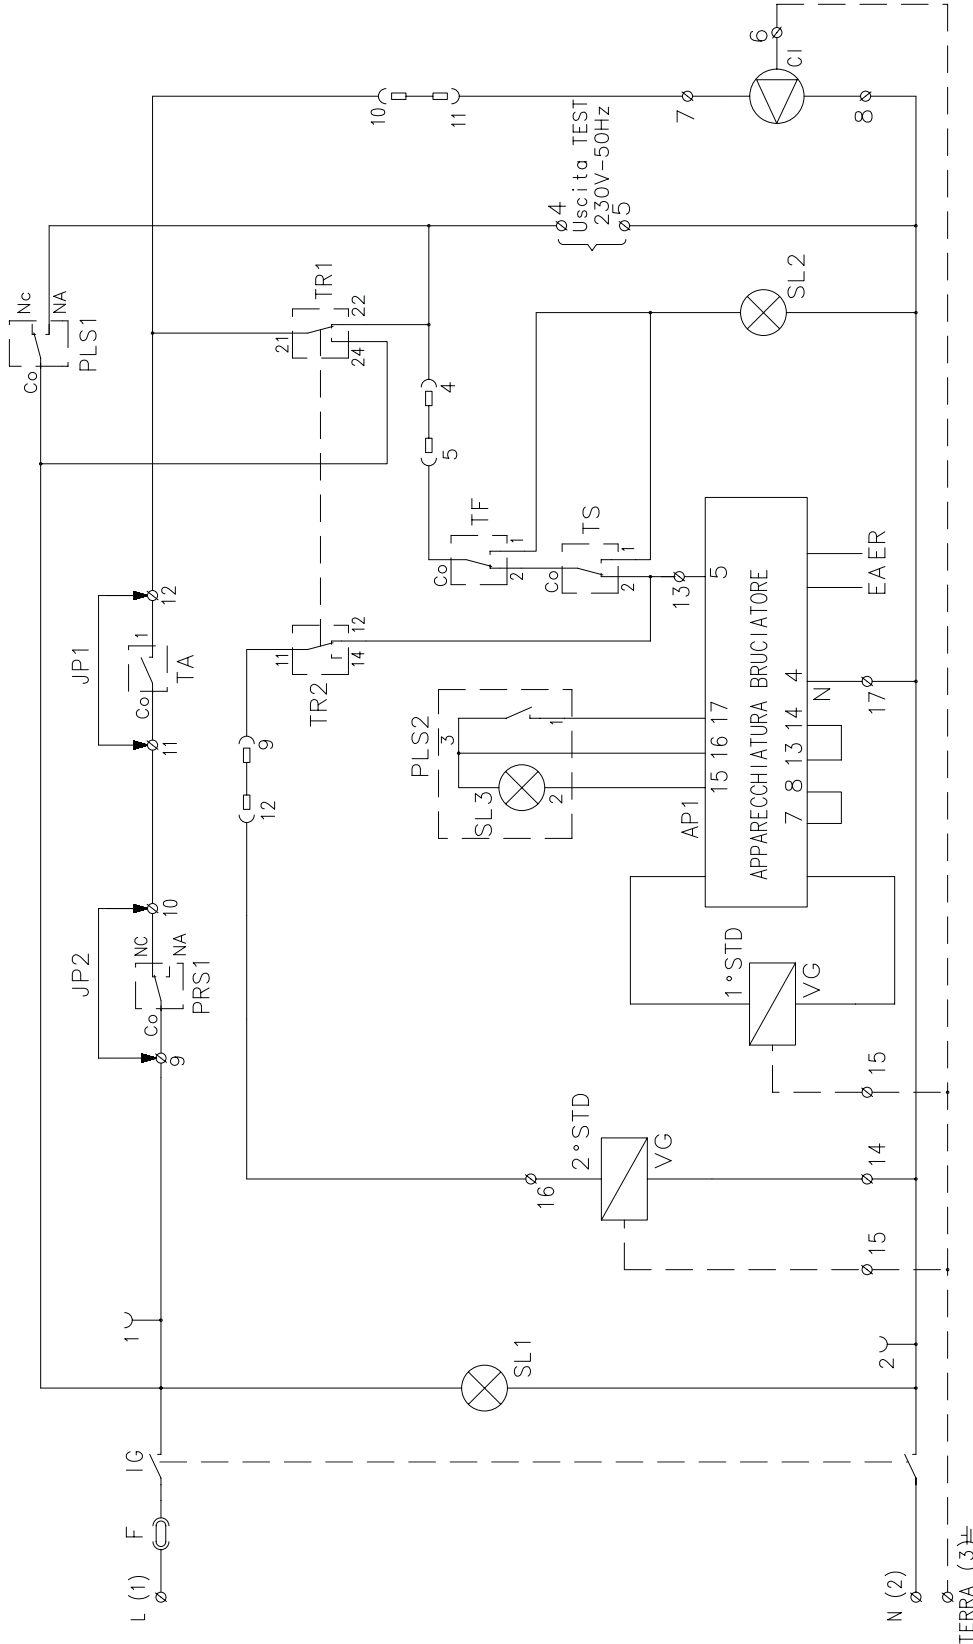 L (1)
F
IG
1
N (2)
TERRA (3)
2
SL1
9
JP2
Co
NC
NA
PRS1
10
11
JP1
Co
1
TA
12
Co
Nc
NA
PLS1
21
TR1
22
24
11
12
14
TR2
9
12
16
2°STD
VG
14
15
1°STD
VG
15
PLS2
3
1
SL3
2
AP1
15 16 17
5
APPARECCHIATURA BRUCIATORE
7 8 13 14
4
N
17
EA ER
13
TF
Co
1
2
TS
Co
1
2
5
4
SL2
4
Uscita TEST
230V-50Hz
5
10
11
7
6
CI
8